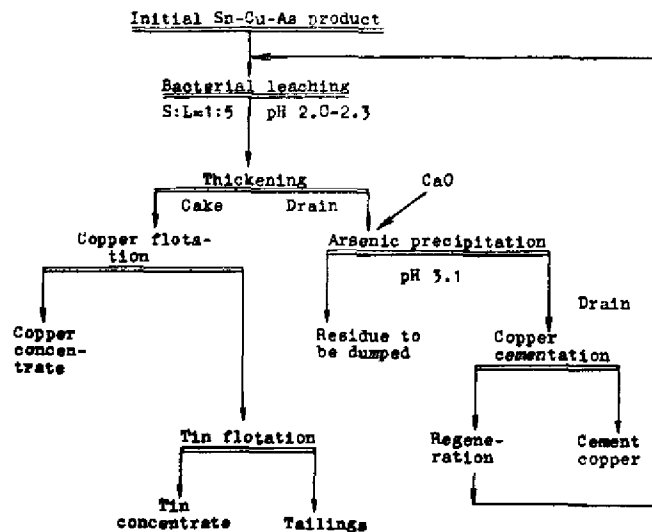 Initial Sn-Cu-As product
Bacterial leaching
S:L=1:5 pH 2.0-2.3
Thickening
CaO
Cake Drain
Copper flota-
tion
Arsenic precipitation
pH 3.1
Drain
Copper
concen-
trate
Residue to
be dumped
Copper
cementation
Tin flotation
Regene-
ration
Cement
copper
Tin
concentrate
Tailings